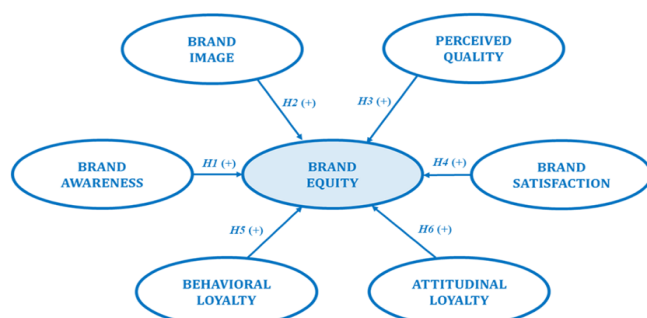 BRAND
IMAGE
PERCEIVED
QUALITY
H2 (+)
H3 (+)
BRAND
AWARENESS
H1 (+)
BRAND
EQUITY
H4 (+)
BRAND
SATISFACTION
H5 (+)
H6 (+)
BEHAVIORAL
LOYALTY
ATTITUDINAL
LOYALTY